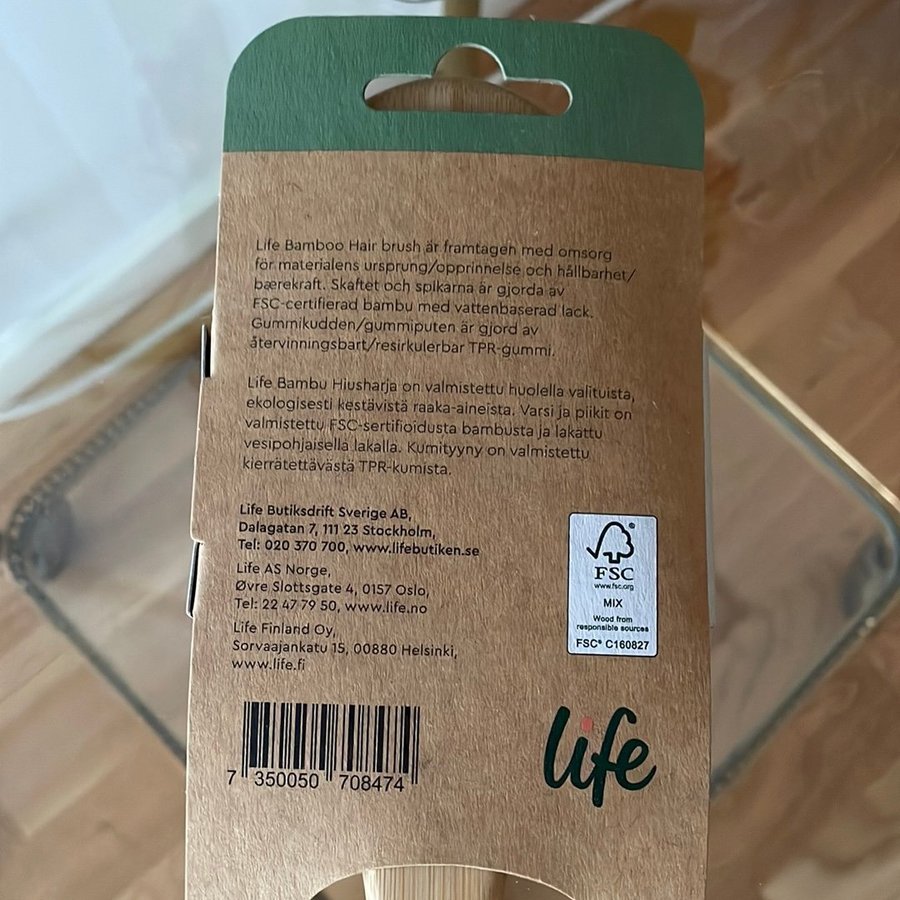 Life Bamboo Hair brush är framtagen med omsorg
för materialens ursprung/opprinnelse och hållbarhet/
bærekraft. Skaftet och spikarna är gjorda av
FSC-certifierad bambu med vattenbaserad lack.
Gummikudden/gummiputen är gjord av
återvinningsbart/resirkulerbar TPR-gummi.
Life Bambu Hiusharja on valmistettu huolella valituista,
ekologisesti kestävistä raaka-aineista. Varsi ja piikit on
valmistettu FSC-sertifioidusta bambusta ja lakattu
vesipohjaisella lakalla. Kumityyny on valmistettu
kierrätettävästä TPR-kumista.
Life Butiksdrift Sverige AB,
Dalagatan 7, 111 23 Stockholm,
Tel: 020 370 700, www.lifebutiken.se
Life AS Norge,
Øvre Slottsgate 4, 0157 Oslo,
Tel: 22 47 79 50, www.life.no
Life Finland Oy,
Sorvaajankatu 15, 00880 Helsinki,
www.life.fi
®
FSC
www.fsc.org
MIX
Wood from
responsible sources
FSC® C160827
7 350050 708474
life